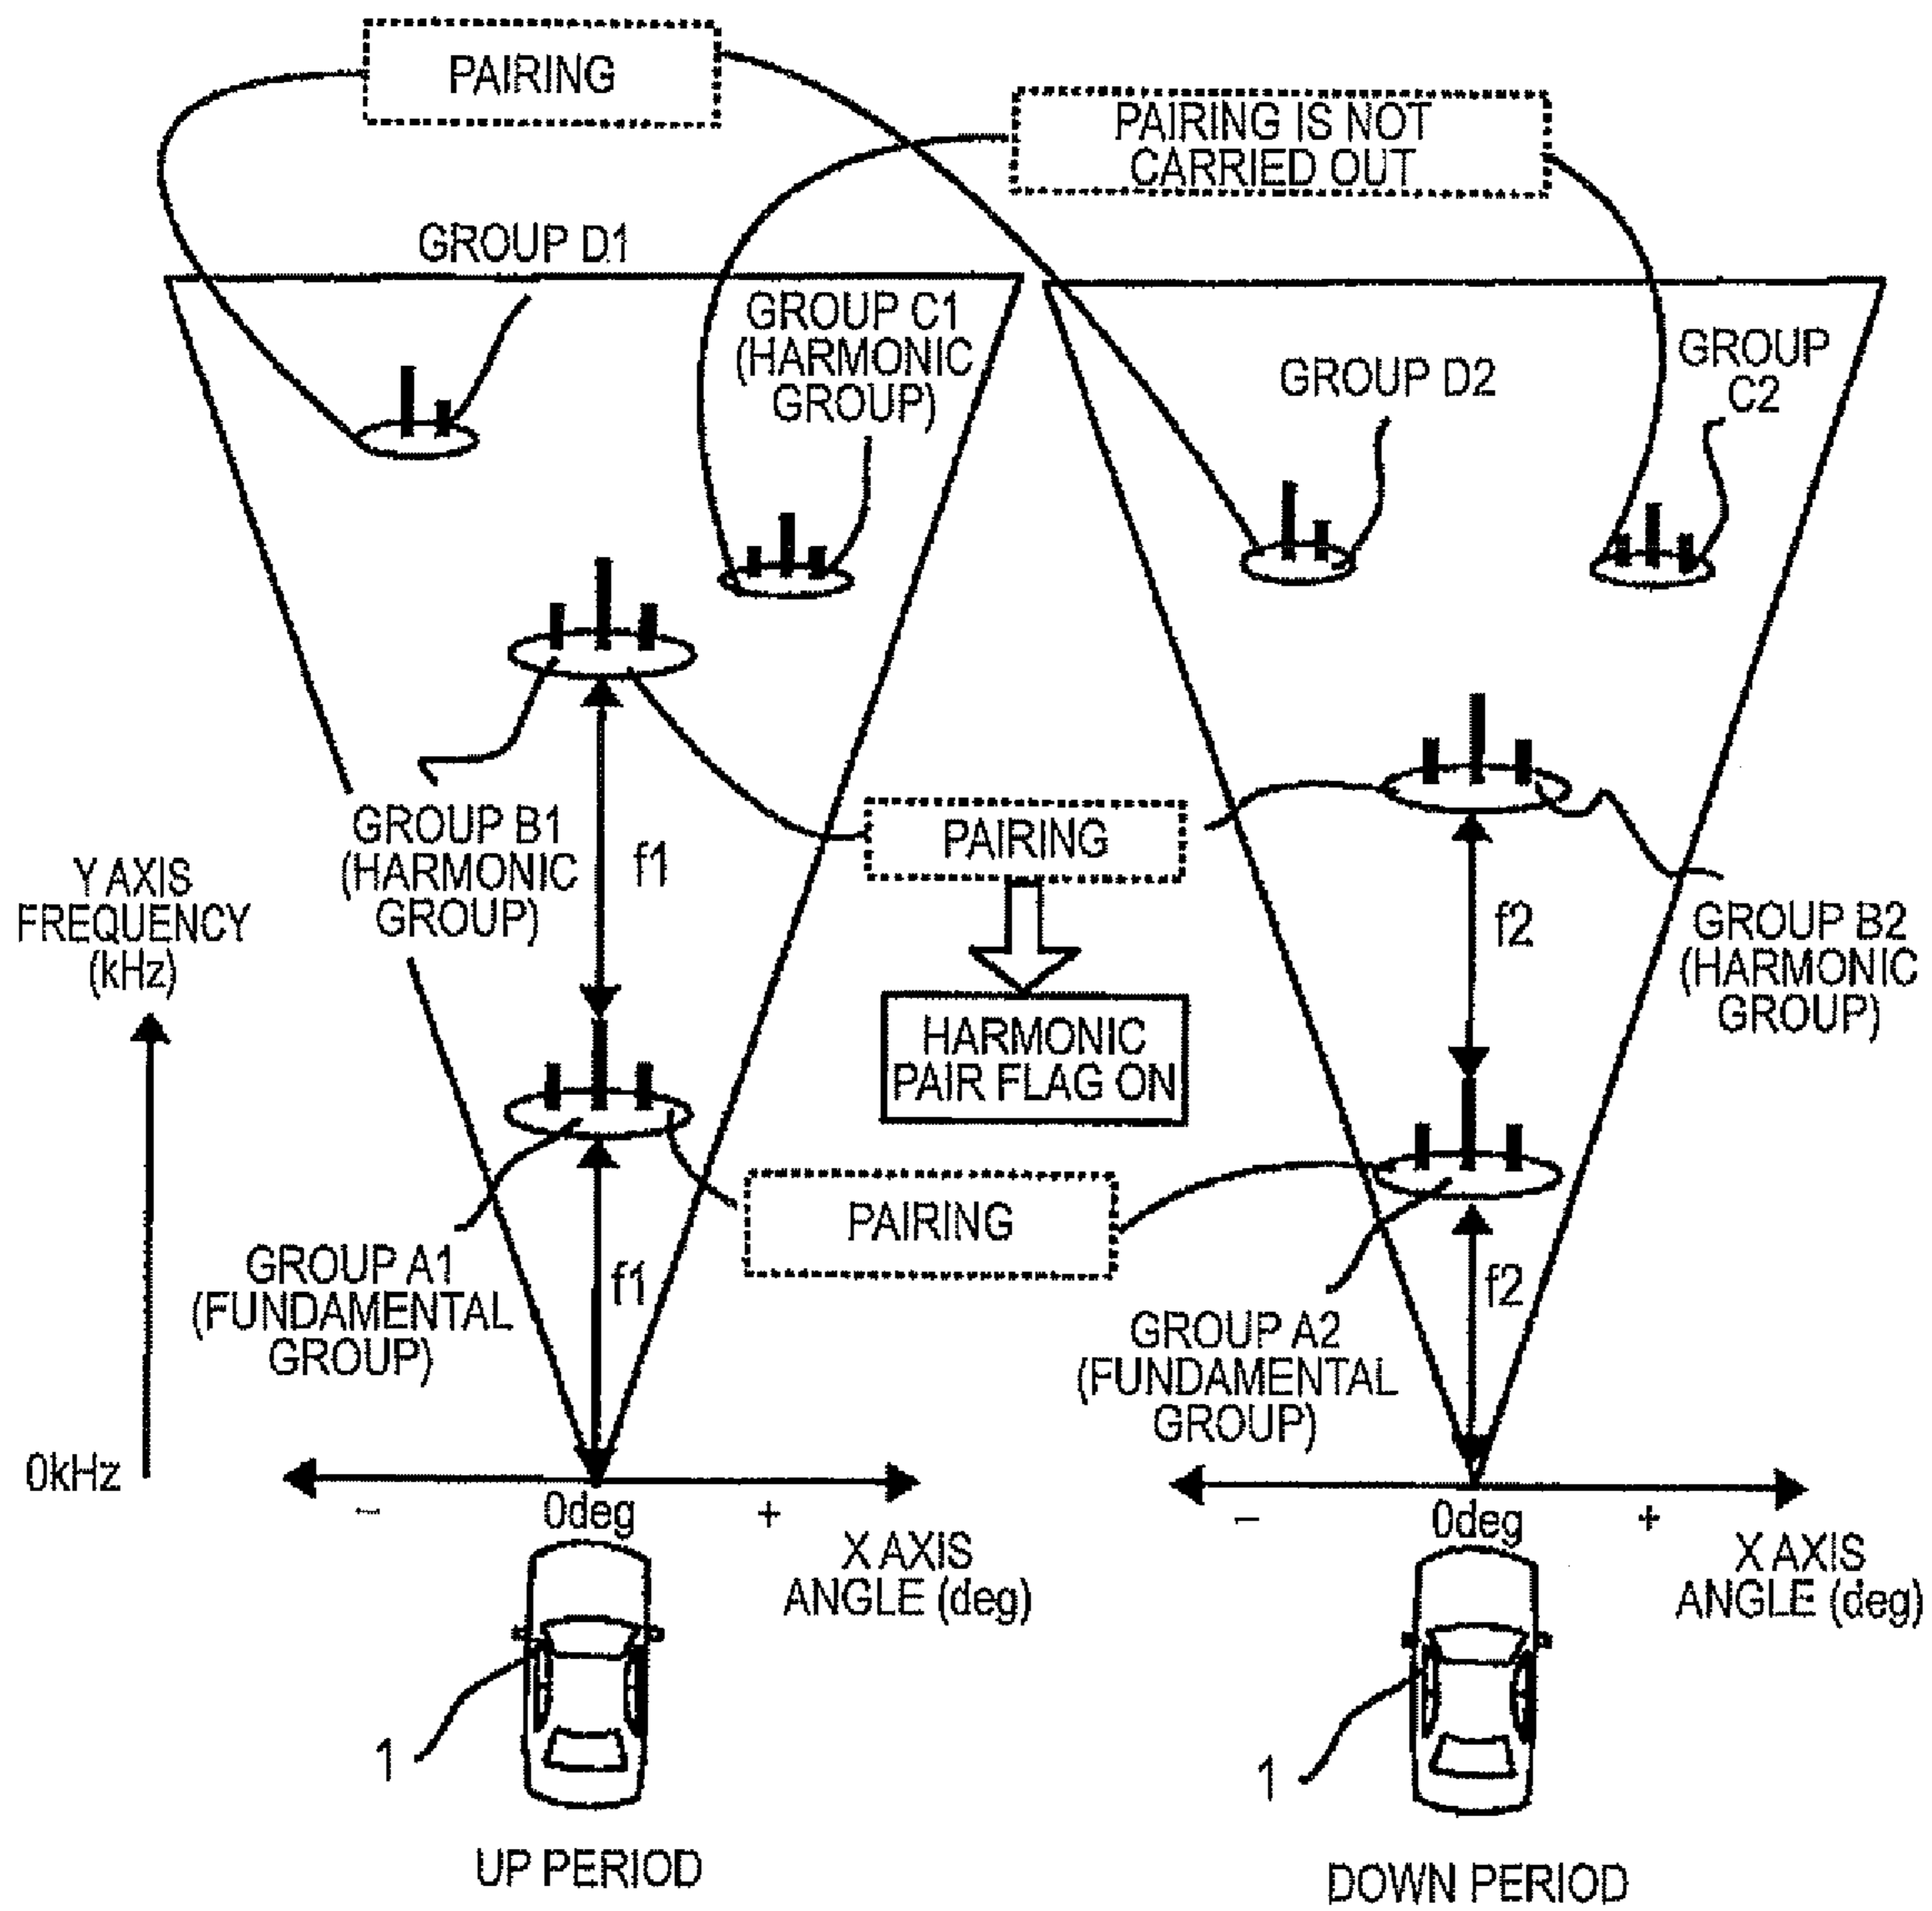 PAIRING
PAIRING IS NOT
CARRIED OUT
GROUP D1
GROUP C1
(HARMONIC
GROUP)
GROUP D2
GROUP
C2
GROUP B1
(HARMONIC
GROUP)
f1
PAIRING
f2
GROUP B2
(HARMONIC
GROUP)
Y AXIS
FREQUENCY
(kHz)
HARMONIC
PAIR FLAG ON
PAIRING
GROUP A1
(FUNDAMENTAL
GROUP)
f1
GROUP A2
(FUNDAMENTAL
GROUP)
f2
0kHz
−
0deg
+
X AXIS
ANGLE (deg)
−
0deg
+
X AXIS
ANGLE (deg)
1
1
UP PERIOD
DOWN PERIOD